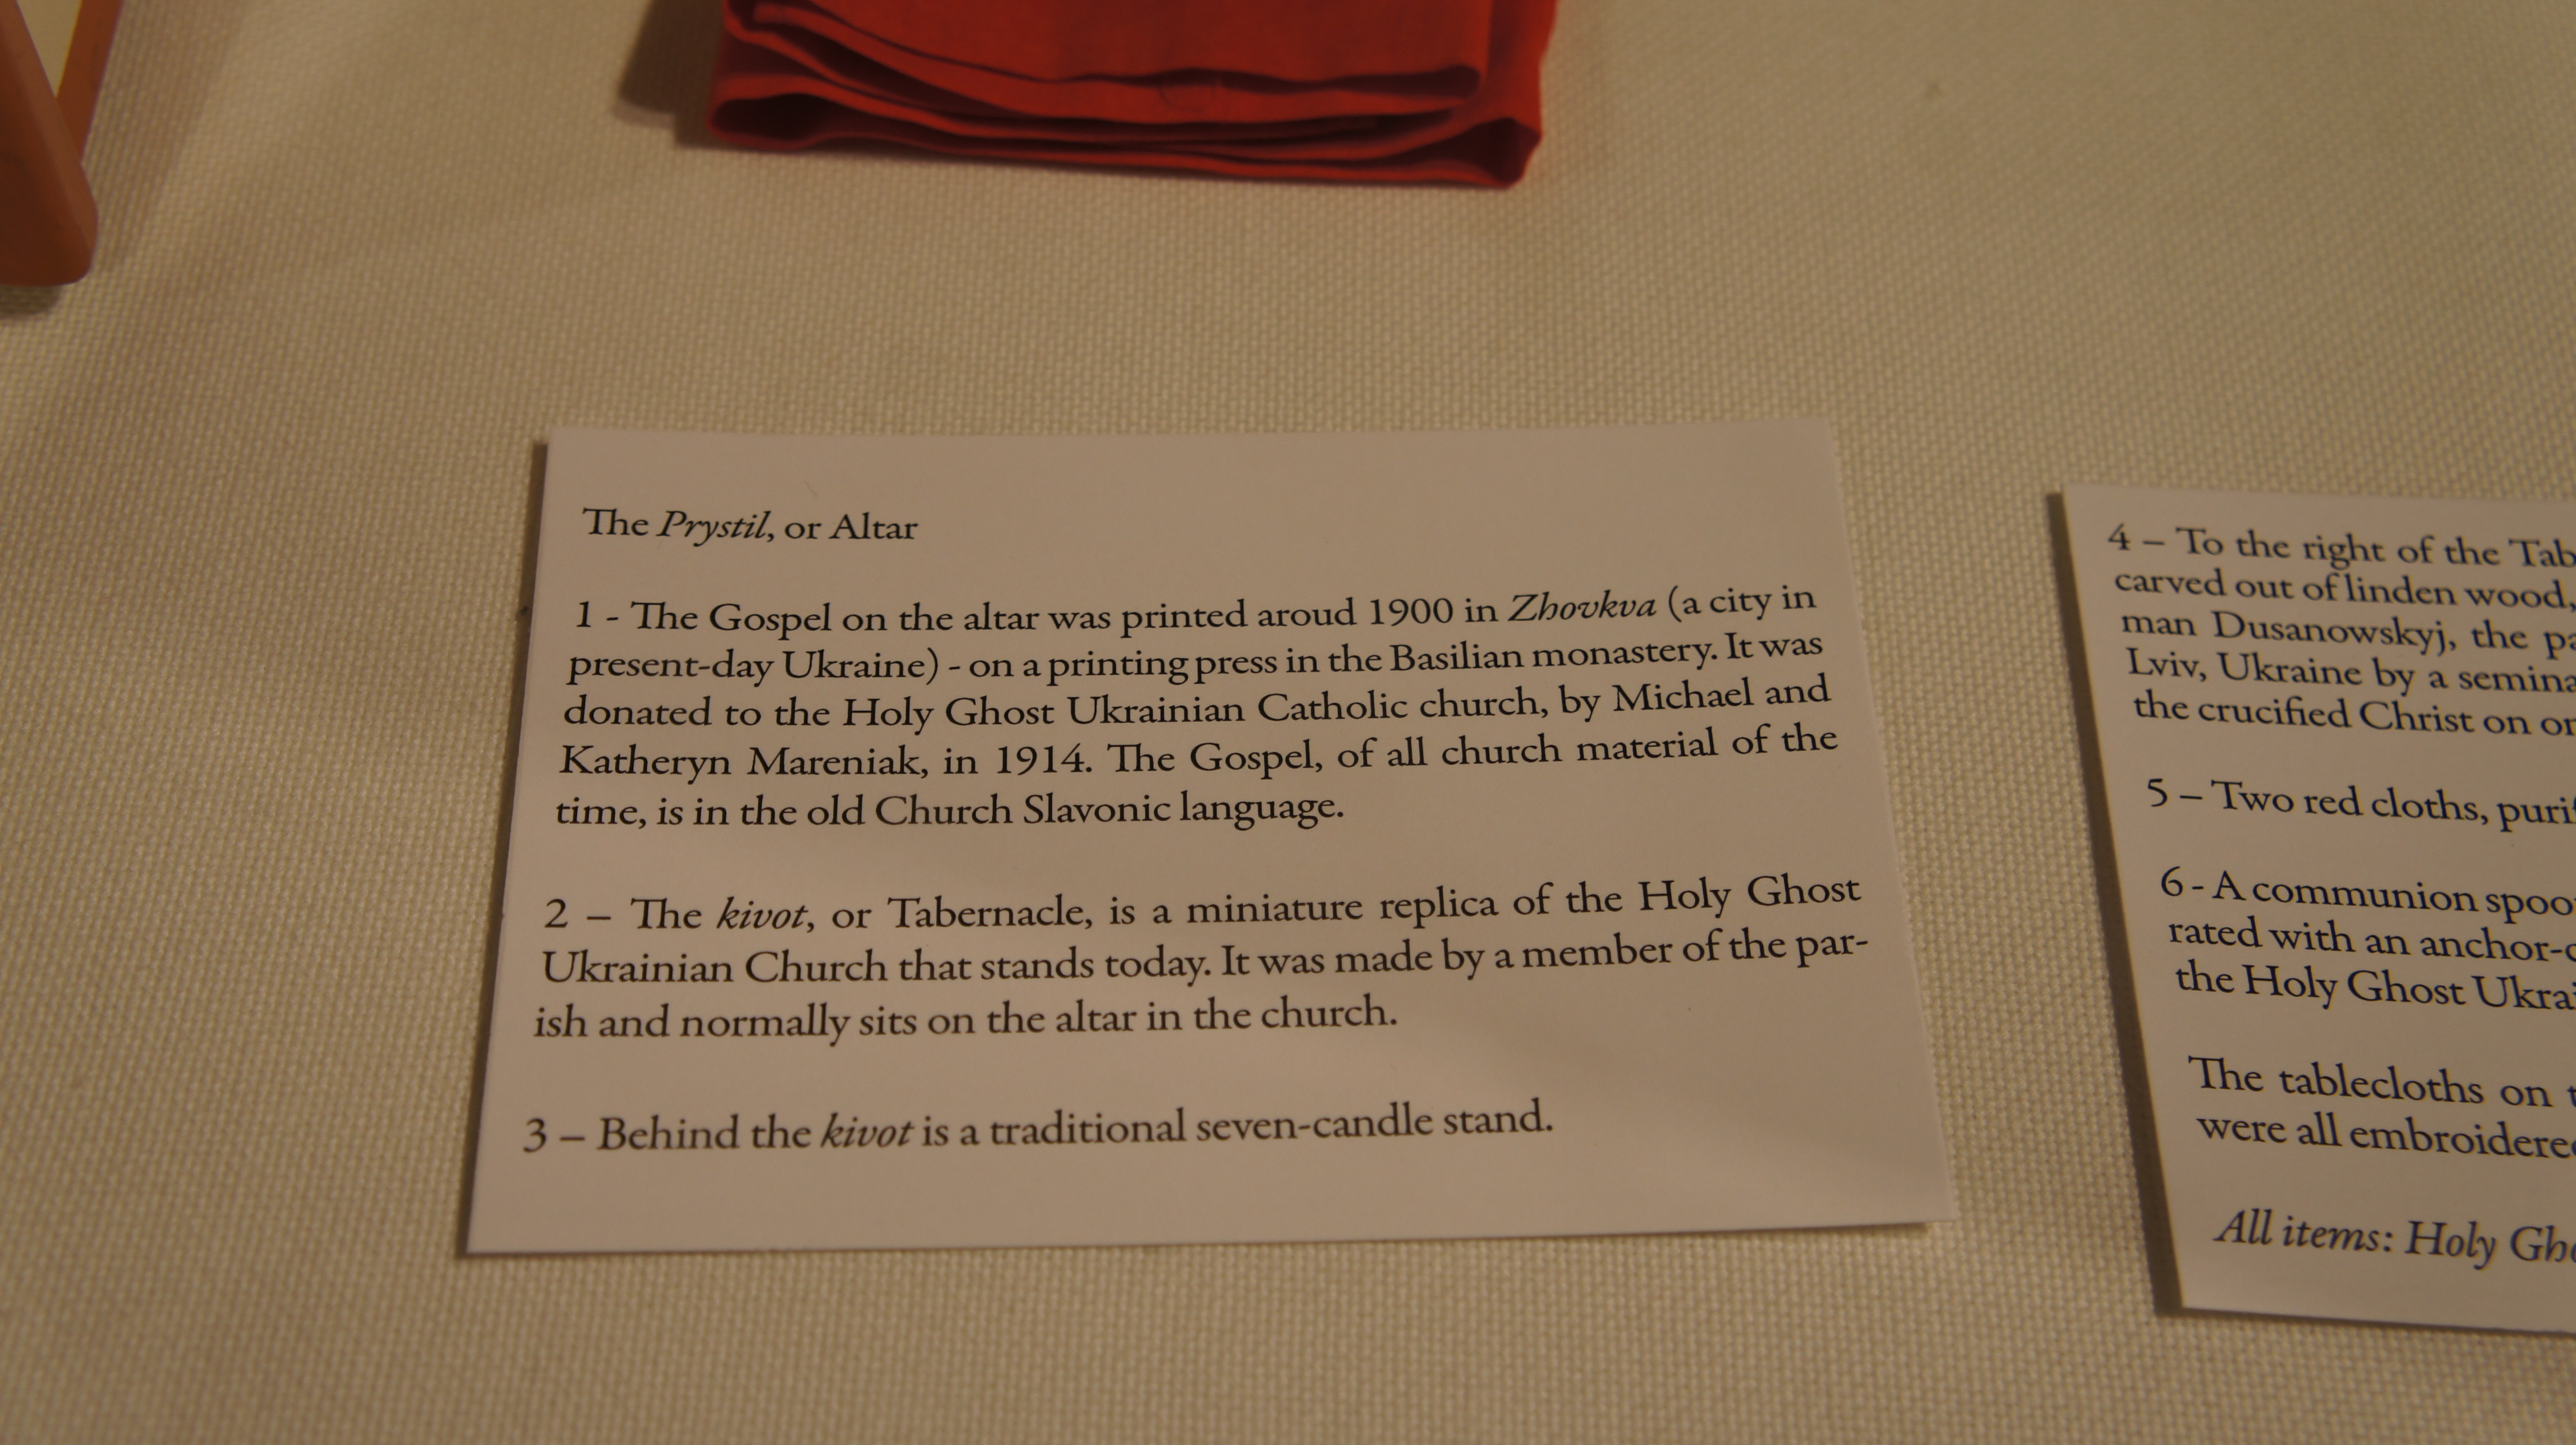 The Prystil, or Altar
1 - The Gospel on the altar was printed aroud 1900 in Zhovkva (a city in
present-day Ukraine) - on a printing press in the Basilian monastery. It was
donated to the Holy Ghost Ukrainian Catholic church, by Michael and
Katheryn Mareniak, in 1914. The Gospel, of all church material of the
time, is in the old Church Slavonic language.
2 – The kivot, or Tabernacle, is a miniature replica of the Holy Ghost
Ukrainian Church that stands today. It was made by a member of the par-
ish and normally sits on the altar in the church.
3 – Behind the kivot is a traditional seven-candle stand.
4 – To the right of the
carved out of linden wood,
man Dusanowskyj, the
Lviv, Ukraine by a
the crucified Christ on
5 – Two red cloths,
6 - A communion
rated with an
the Holy Ghost
The tablecloths on
were all
All items: Holy